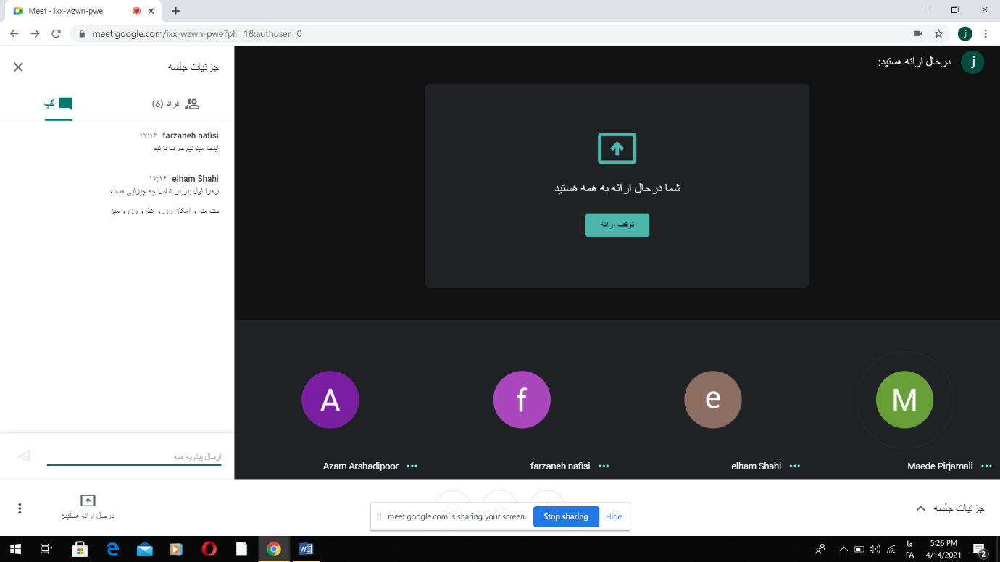 Meet - ixx-wzwn-pwe
meet.google.com/ixx-wzwn-pwe?pli=1&authuser=0
j
جزئیات جلسه
افراد (6)
گپ
farzaneh nafisi ۱۷:۱۶
اینجا میتونیم حرف بزنیم
elham Shahi ۱۷:۱۶
زهرا اول بنویس شامل چه چیزایی هست
مث منو و امکان رزرو غذا و رزرو میز
ارسال پیام به همه
درحال ارائه هستید:
j
شما درحال ارائه به همه هستید
توقف ارائه
A
f
e
M
Azam Arshadipoor
farzaneh nafisi
elham Shahi
Maede Pirjamali
درحال ارائه هستید:
meet.google.com is sharing your screen.
Stop sharing
Hide
جزئیات جلسه
فا
FA
5:26 PM
4/14/2021
2